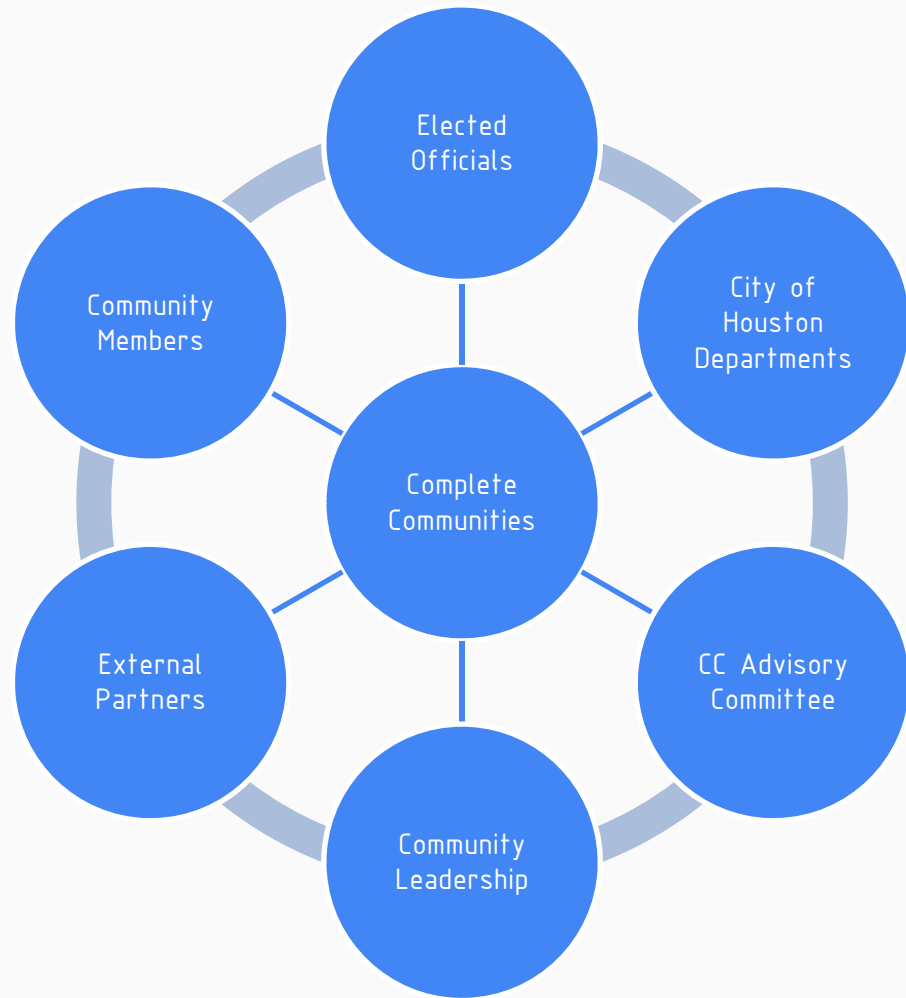 Elected
Officials
City of
Houston
Departments
Community
Members
Complete
Communities
External
Partners
CC Advisory
Committee
Community
Leadership